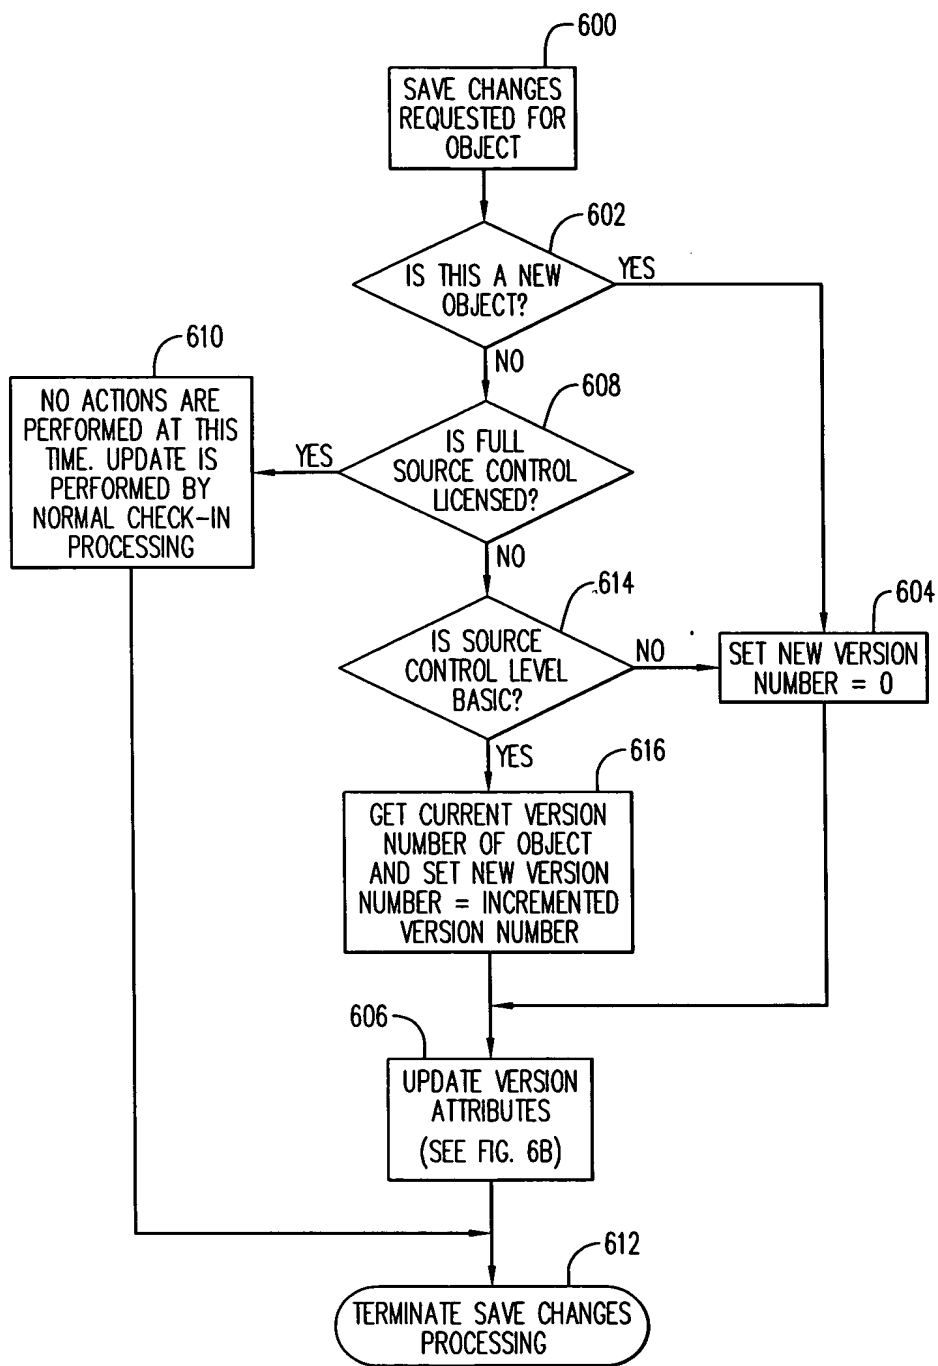 600
SAVE CHANGES
REQUESTED FOR
OBJECT
602
IS THIS A NEW
OBJECT?
YES
NO
610
NO ACTIONS ARE
PERFORMED AT THIS
TIME. UPDATE IS
PERFORMED BY
NORMAL CHECK-IN
PROCESSING
608
IS FULL
SOURCE CONTROL
LICENSED?
YES
NO
614
IS SOURCE
CONTROL LEVEL
BASIC?
NO
YES
604
SET NEW VERSION
NUMBER = 0
616
GET CURRENT VERSION
NUMBER OF OBJECT
AND SET NEW VERSION
NUMBER = INCREMENTED
VERSION NUMBER
606
UPDATE VERSION
ATTRIBUTES
(SEE FIG. 6B)
612
TERMINATE SAVE CHANGES
PROCESSING